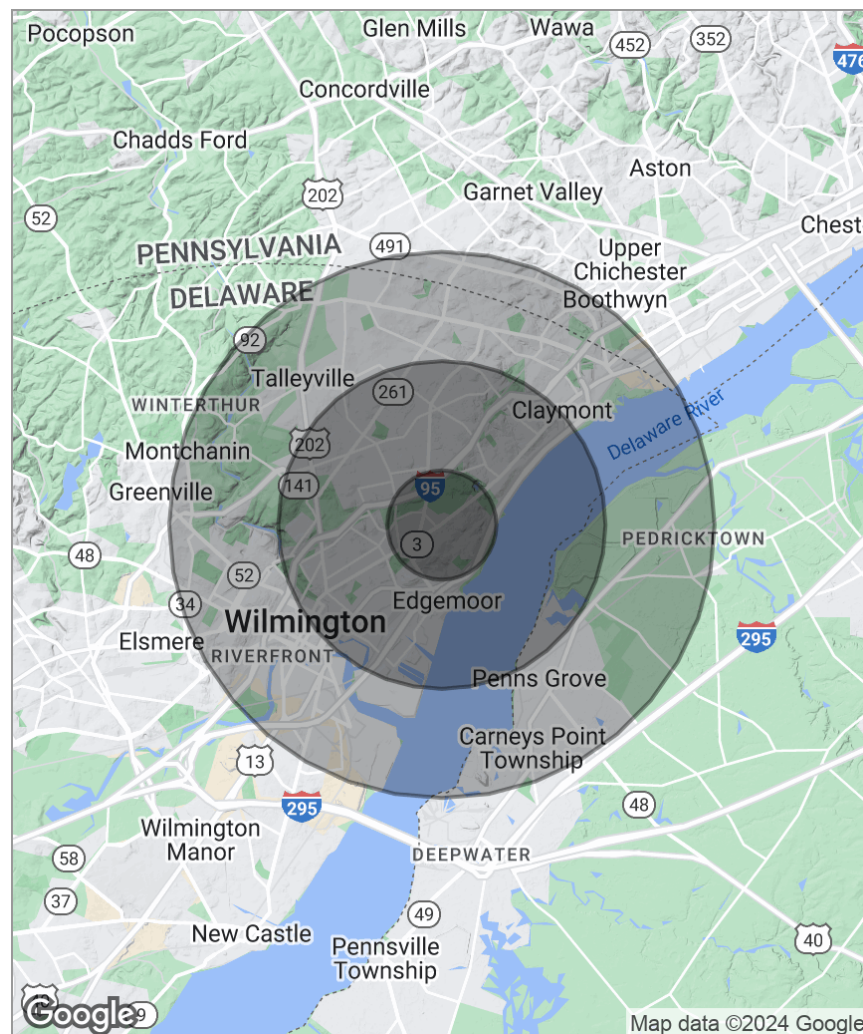 Pocopson
Glen Mills
Wawa
452
352
476
Concordville
Chadds Ford
Aston
202
Garnet Valley
52
Chest
PENNSYLVANIA
491
Upper
Chichester
DELAWARE
Boothwyn
92
Talleyville
261
WINTERTHUR
Claymont
Delaware River
202
Montchanin
141
95
Greenville
3
PEDRICKTOWN
48
52
Edgemoor
34
Wilmington
295
Elsmere
RIVERFRONT
Penns Grove
Carneys Point
Township
13
295
48
Wilmington
Manor
DEEPWATER
58
37
49
New Castle
Pennsville
Township
40
Google
9
Map data ©2024 Google